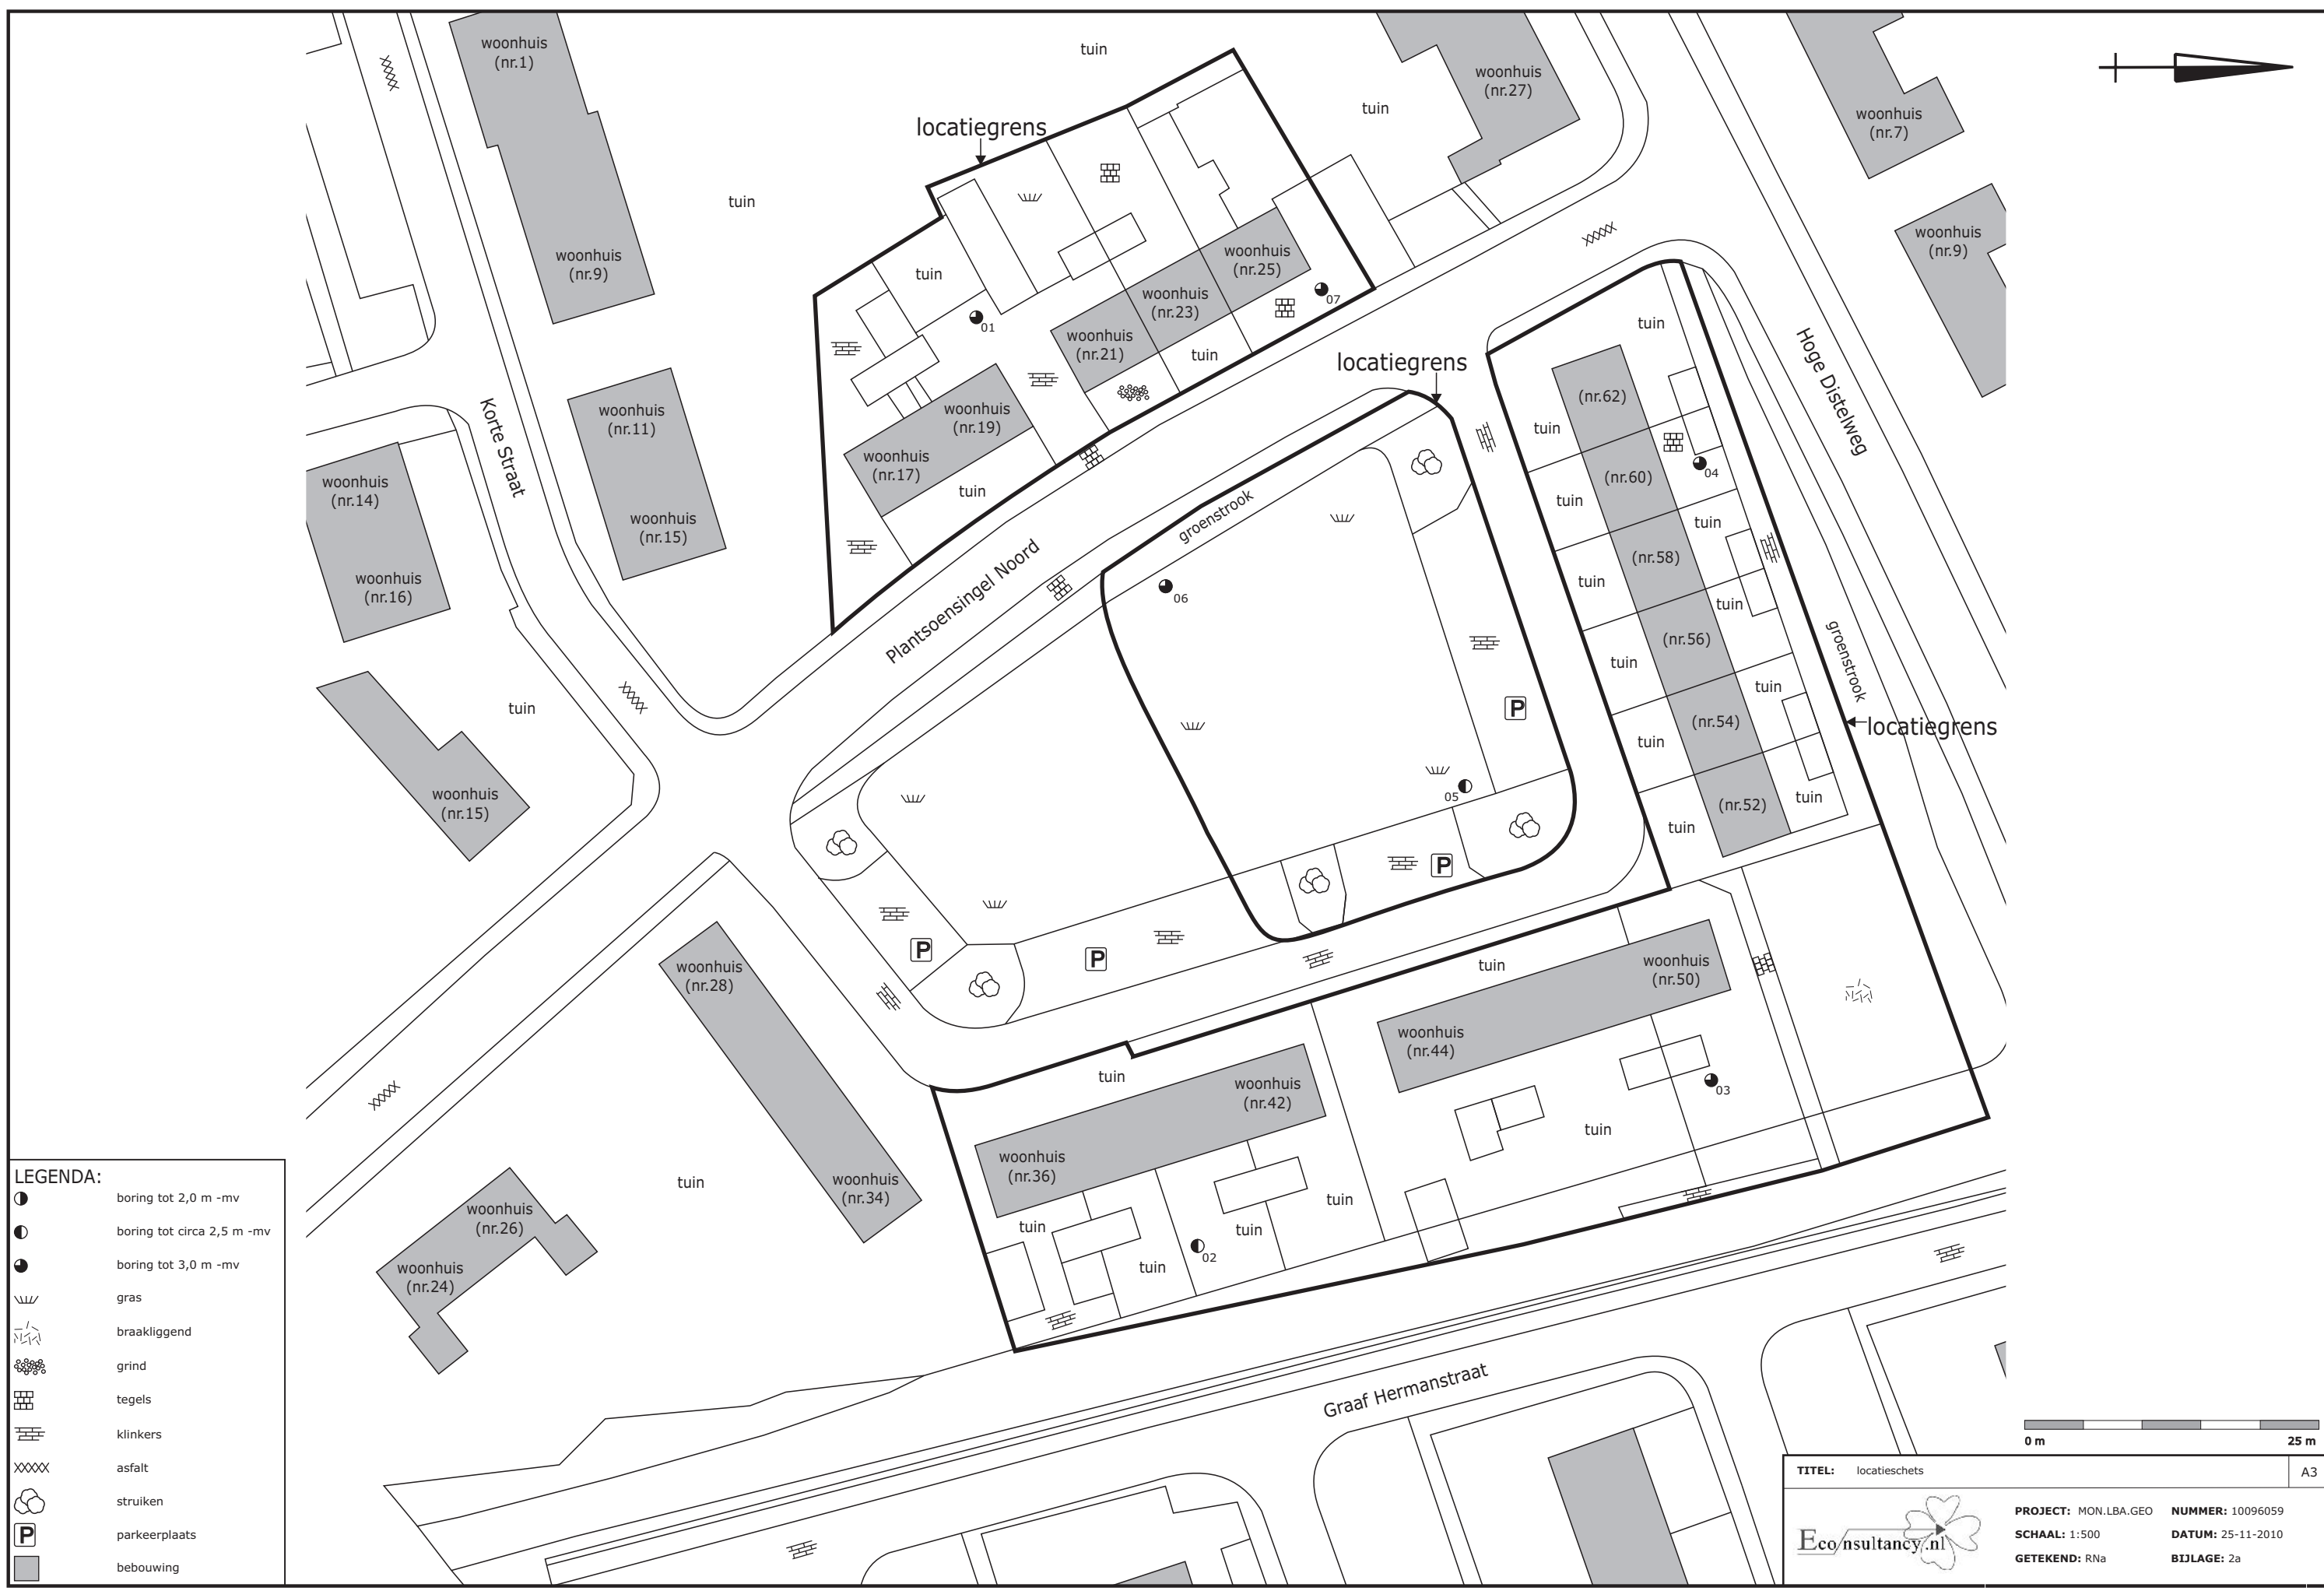 tuin
woonhuis
(nr.1)
woonhuis
(nr.27)
tuin
woonhuis
(nr.7)
locatiegrens
tuin
woonhuis
(nr.9)
woonhuis
(nr.9)
tuin
woonhuis
(nr.25)
woonhuis
(nr.23)
07
01
woonhuis
(nr.21)
tuin
tuin
locatiegrens
Hoge Distelweg
Korte Straat
woonhuis
(nr.11)
woonhuis
(nr.19)
(nr.62)
tuin
woonhuis
(nr.17)
tuin
04
(nr.60)
woonhuis
(nr.14)
tuin
woonhuis
(nr.15)
groenstrook
tuin
(nr.58)
Plantsoensingel Noord
woonhuis
(nr.16)
06
tuin
tuin
(nr.56)
groenstrook
tuin
tuin
tuin
P
(nr.54)
locatiegrens
tuin
woonhuis
(nr.15)
05
(nr.52)
tuin
tuin
P
P
P
woonhuis
(nr.28)
tuin
woonhuis
(nr.50)
woonhuis
(nr.44)
tuin
woonhuis
(nr.42)
03
tuin
woonhuis
(nr.36)
tuin
woonhuis
(nr.34)
tuin
woonhuis
(nr.26)
tuin
tuin
02
tuin
woonhuis
(nr.24)
Graaf Hermanstraat
LEGENDA:
boring tot 2,0 m -mv
boring tot circa 2,5 m -mv
boring tot 3,0 m -mv
gras
braakliggend
grind
tegels
klinkers
asfalt
struiken
P parkeerplaats
bebouwing
0 m 25 m
TITEL: locatieschets A3
Econsultancy.nl
PROJECT: MON.LBA.GEO NUMMER: 10096059
SCHAAL: 1:500 DATUM: 25-11-2010
GETEKEND: RNa BIJLAGE: 2a